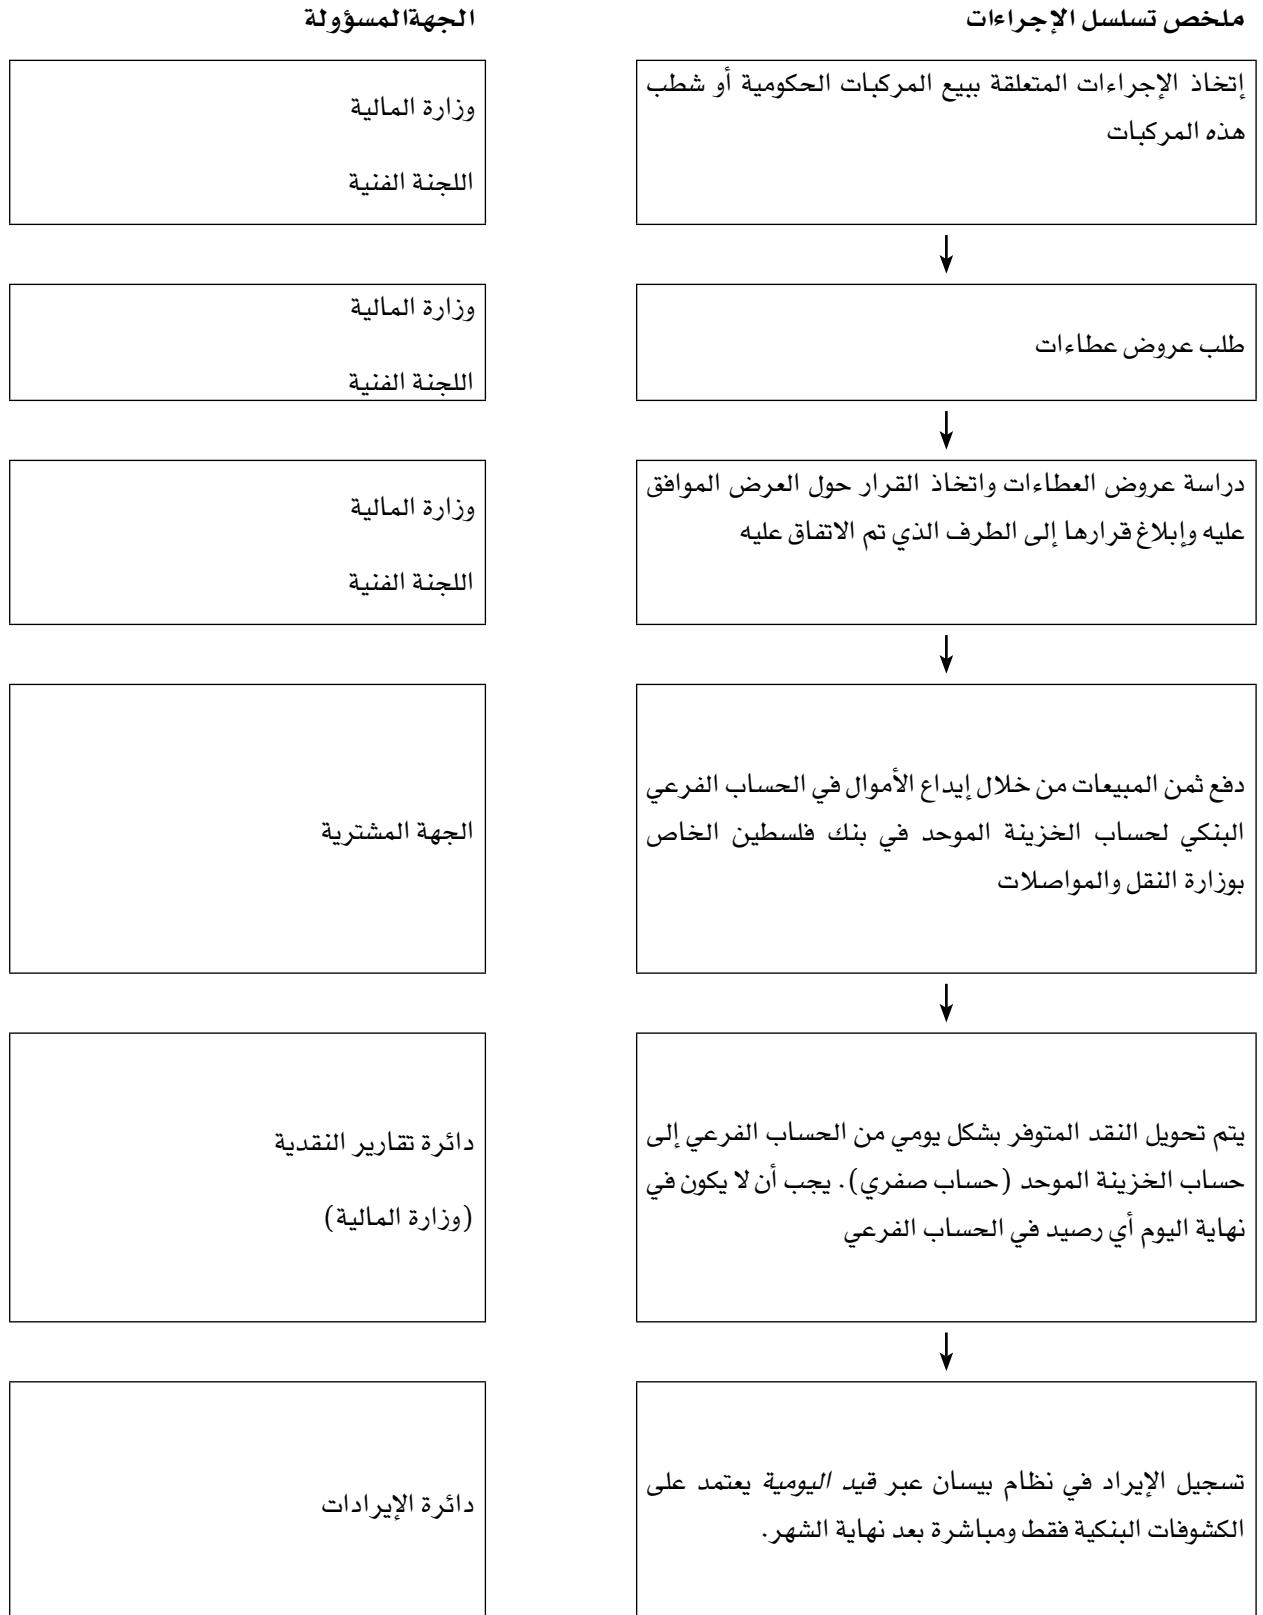 ملخص تسلسل الإجراءات
الجهةالمسؤولة
إتخاذ الإجراءات المتعلقة ببيع المركبات الحكومية أو شطب
هذه المركبات
وزارة المالية
اللجنة الفنية
طلب عروض عطاءات
وزارة المالية
اللجنة الفنية
دراسة عروض العطاءات واتخاذ القرار حول العرض الموافق
عليه وإبلاغ قرارها إلى الطرف الذي تم الاتفاق عليه
وزارة المالية
اللجنة الفنية
دفع ثمن المبيعات من خلال إيداع الأموال في الحساب الفرعي
البنكي لحساب الخزينة الموحد في بنك فلسطين الخاص
بوزارة النقل والمواصلات
الجهة المشترية
يتم تحويل النقد المتوفر بشكل يومي من الحساب الفرعي إلى
حساب الخزينة الموحد (حساب صفري). يجب أن لا يكون في
نهاية اليوم أي رصيد في الحساب الفرعي
دائرة تقارير النقدية
(وزارة المالية)
تسجيل الإيراد في نظام بيسان عبر قيد اليومية يعتمد على
الكشوفات البنكية فقط ومباشرة بعد نهاية الشهر.
دائرة الإيرادات